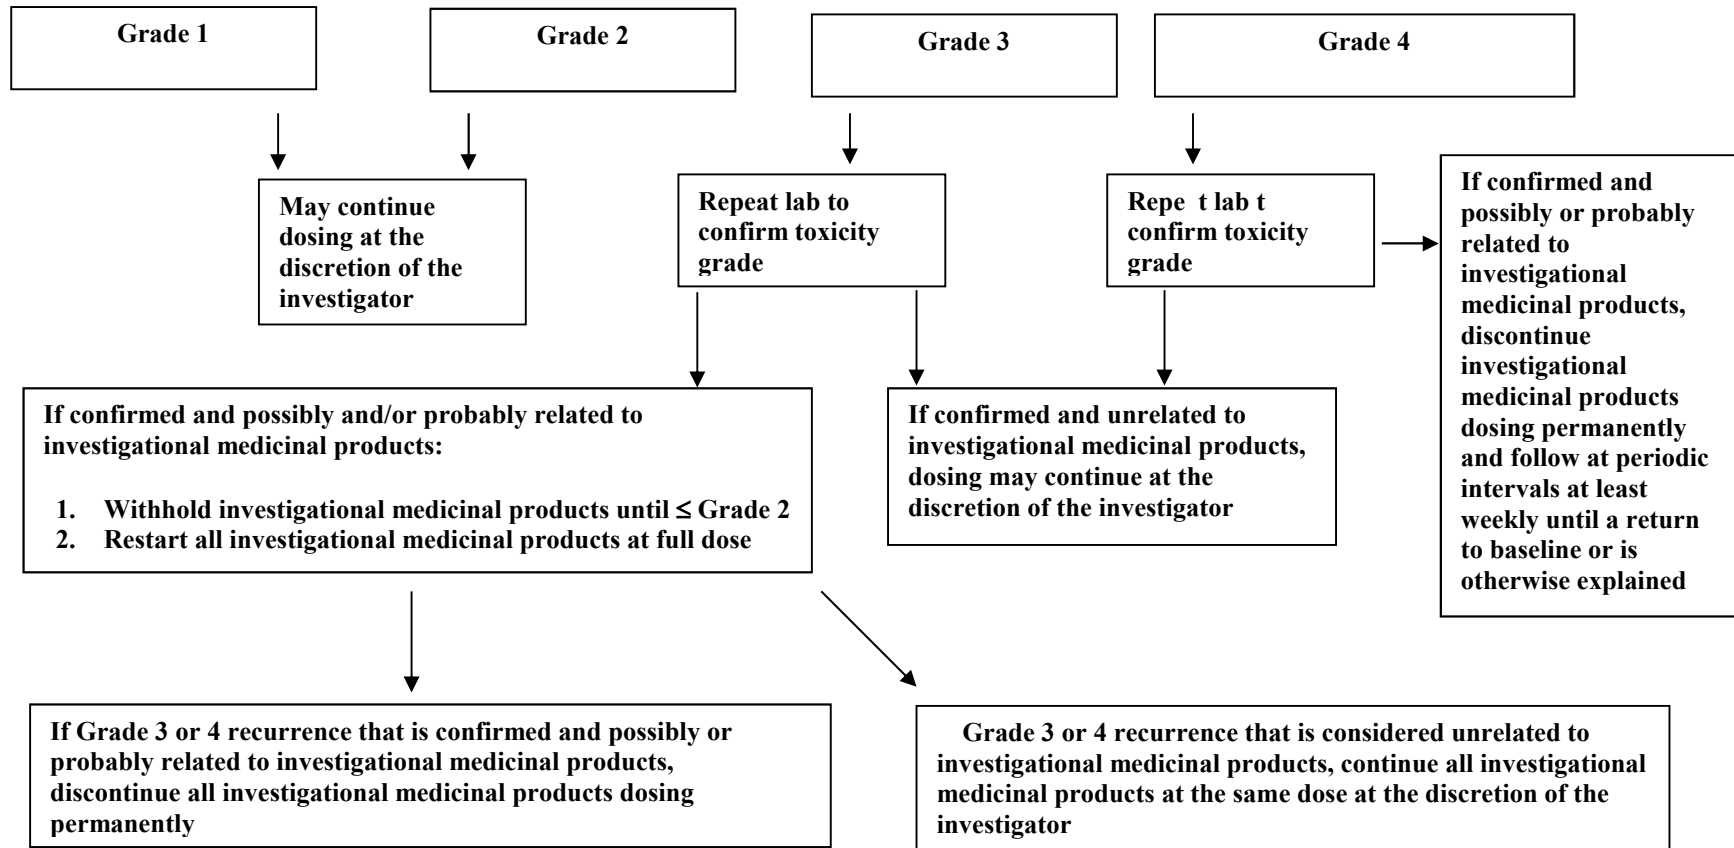 Grade 1
Grade 2
Grade 3
Grade 4
May continue
dosing at the
discretion of the
investigator
Repeat lab to
confirm toxicity
grade
Repe t lab t
confirm toxicity
grade
If confirmed and
possibly or probably
related to
investigational
medicinal products,
discontinue
investigational
medicinal products
dosing permanently
and follow at periodic
intervals at least
weekly until a return
to baseline or is
otherwise explained
If confirmed and possibly and/or probably related to
investigational medicinal products:
1. Withhold investigational medicinal products until ≤ Grade 2
2. Restart all investigational medicinal products at full dose
If confirmed and unrelated to
investigational medicinal products,
dosing may continue at the
discretion of the investigator
If Grade 3 or 4 recurrence that is confirmed and possibly or
probably related to investigational medicinal products,
discontinue all investigational medicinal products dosing
permanently
Grade 3 or 4 recurrence that is considered unrelated to
investigational medicinal products, continue all investigational
medicinal products at the same dose at the discretion of the
investigator